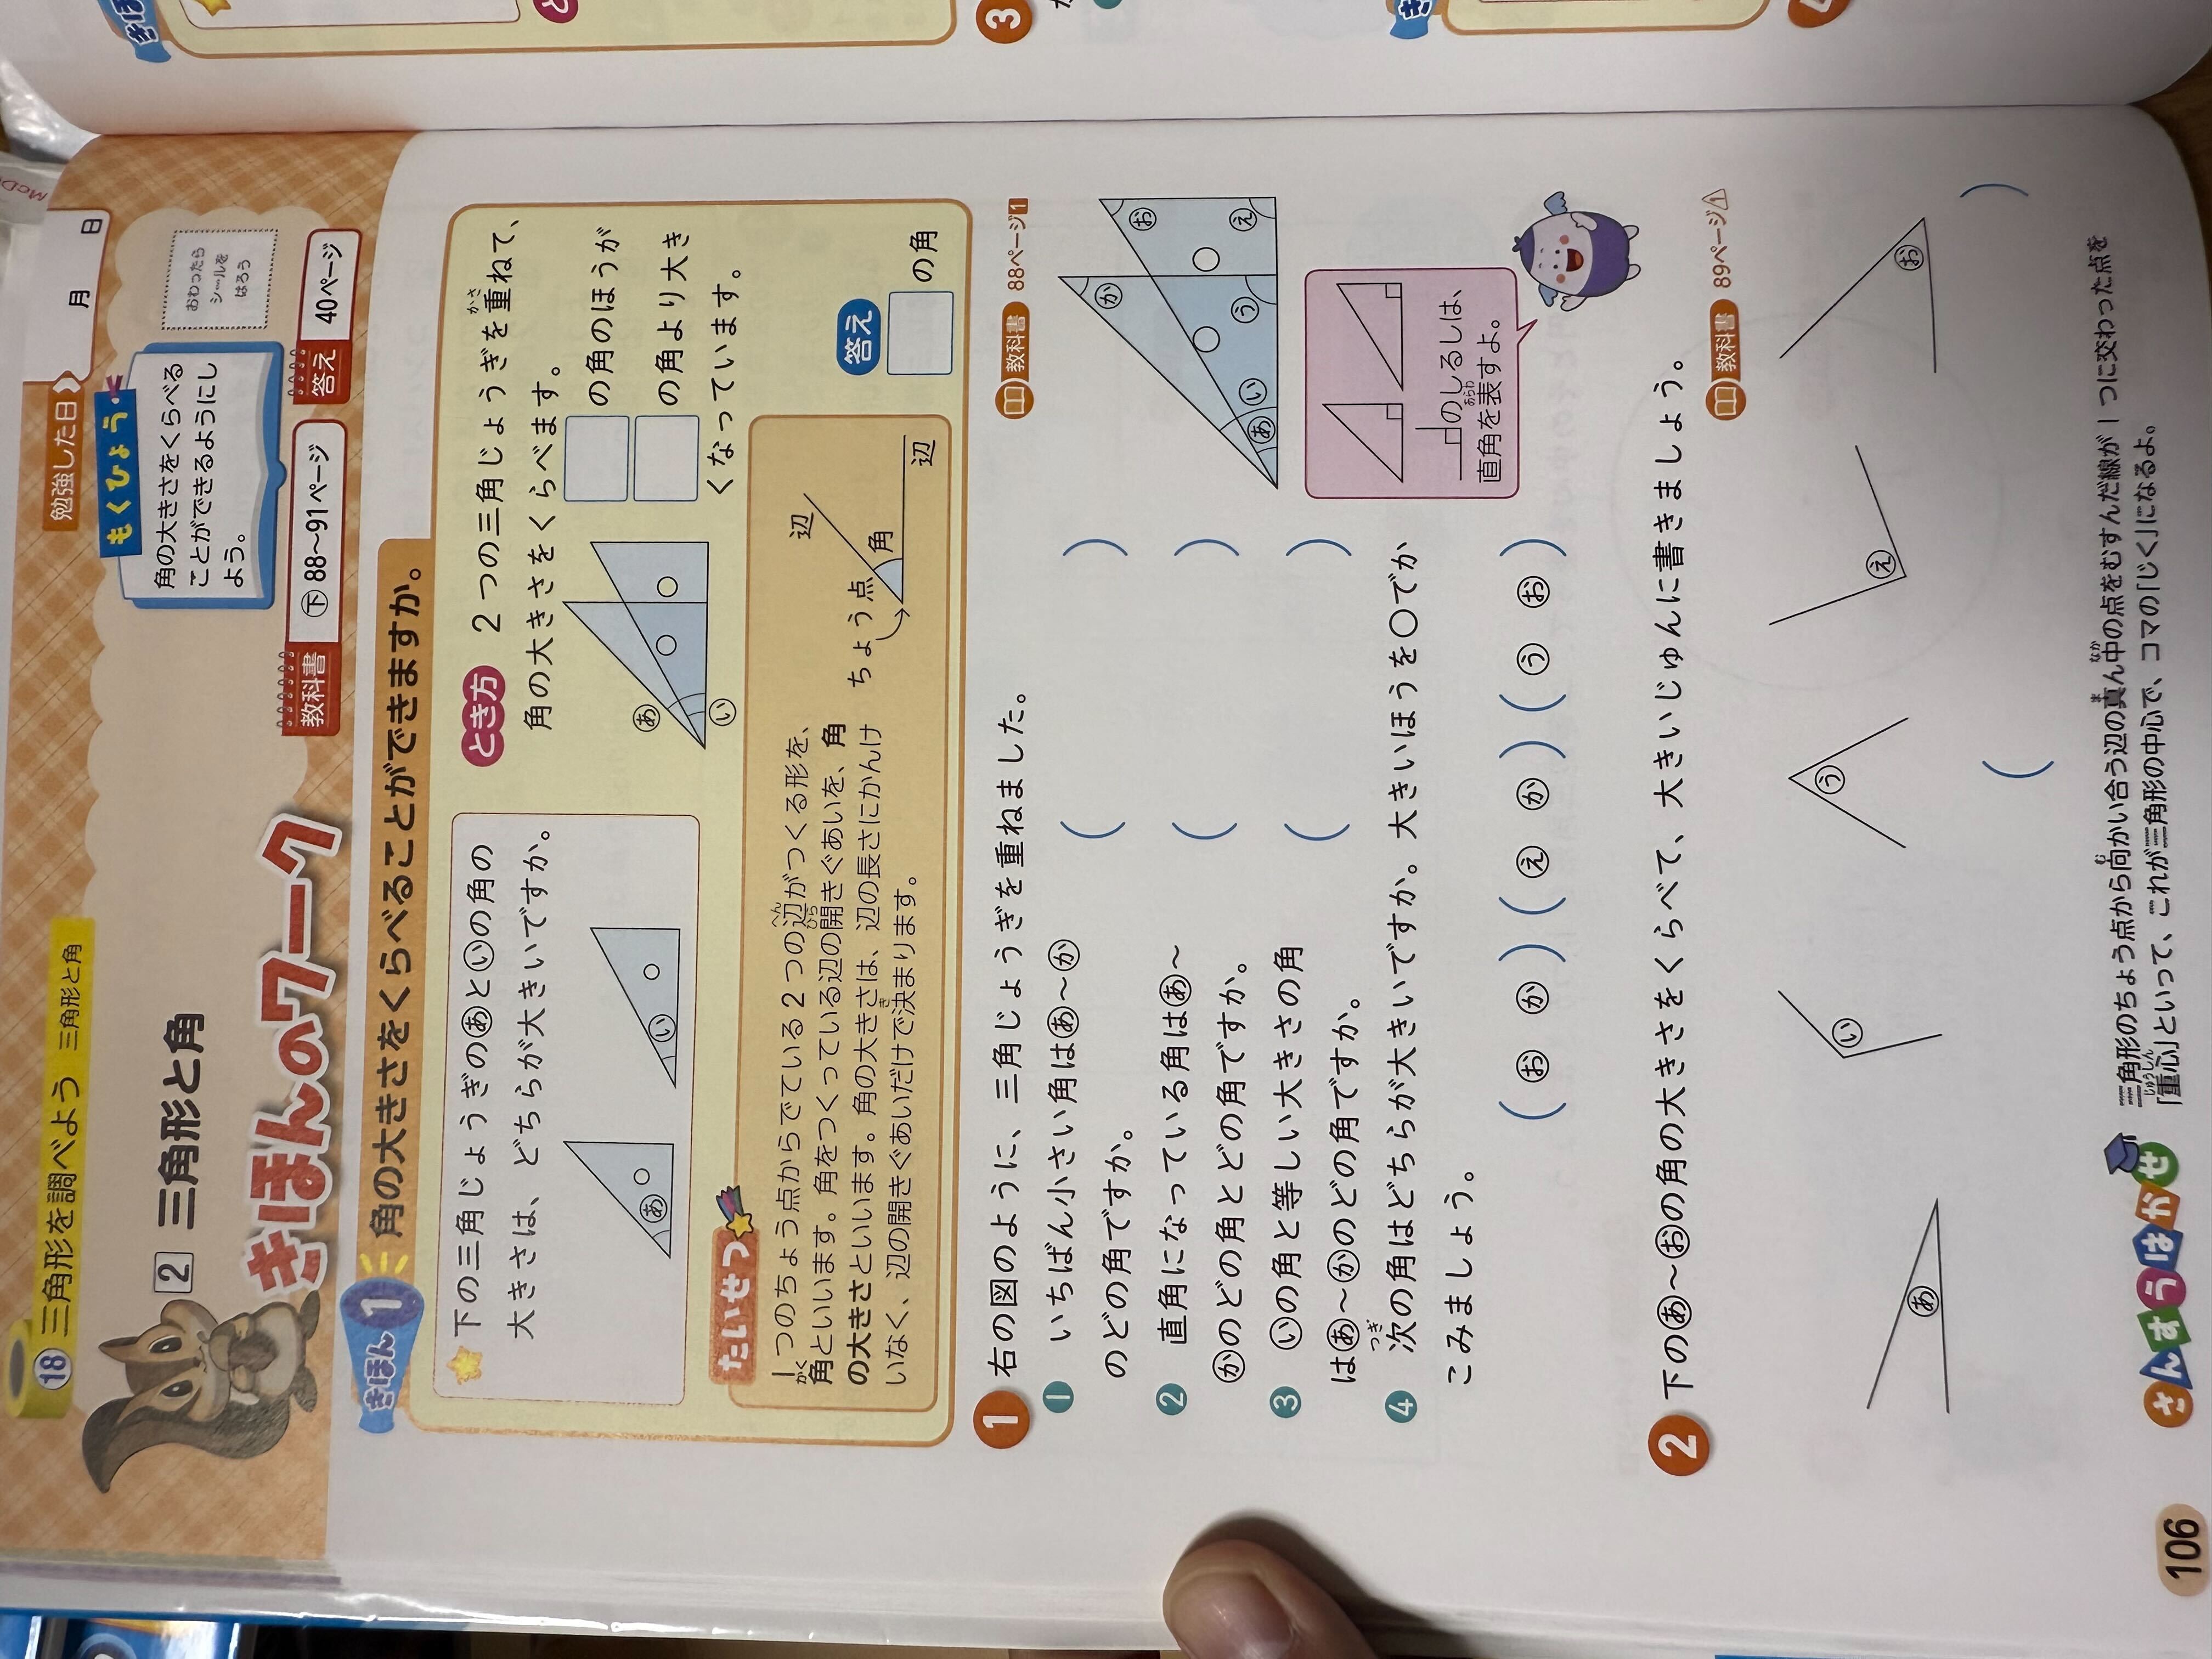 ⑱ 三角形を調べよう 三角形と角
勉強した日
月 日
2 三角形と角
きほんのワーク
もくひょう
角の大きさをくらべる
ことができるようにし
よう。
おわったら
シールを
はろう
教科書 ㊦ 88〜91ページ
答え 40ページ
きほん 1 角の大きさをくらべることができますか。
下の三角じょうぎのあといの角の
大きさは、どちらが大きいですか。
あ
い
とき方 2つの三角じょうぎを重ねて、
かさ
角の大きさをくらべます。
あ
い
の角のほうが
の角より大き
くなっています。
答え の角
たいせつ
1つのちょう点からでている2つの辺がつくる形を、
へん
角といいます。角をつくっている辺の開きぐあいを、角
かく
ひら
の大きさといいます。角の大きさは、辺の長さにかんけ
いなく、辺の開きぐあいだけで決まります。
き
辺
ちょう点
角
辺
1 右の図のように、三角じょうぎを重ねました。
教科書 88ページ1
1 いちばん小さい角はあ〜か
のどの角ですか。
( )
2 直角になっている角はあ〜
かのどの角とどの角ですか。
( )
3 いの角と等しい大きさの角
はあ〜かのどの角ですか。
( )
4 次の角はどちらが大きいですか。大きいほうを○でか
つぎ
こみましょう。
( お か ) ( え か ) ( う お )
か
お
あ
い
う
え
のしるしは、
直角を表すよ。
あらわ
2 下のあ〜おの角の大きさをくらべて、大きいじゅんに書きましょう。
教科書 89ページ1
あ
い
う
え
お
( )
さんすうはかせ
三角形のちょう点から向かい合う辺の真ん中の点をむすんだ線が1つに交わった点を
む
ま
なか
「重心」といって、これが三角形の中心で、コマの「じく」になるよ。
じゅうしん
106
3